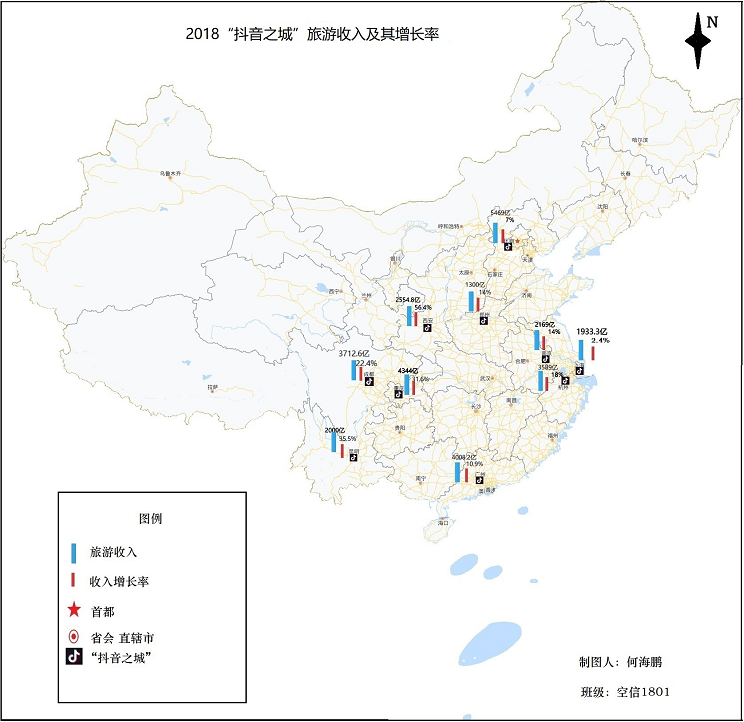 2018“抖音之城”旅游收入及其增长率
N
哈尔滨
长春
乌鲁木齐
沈阳
5469亿
7%
呼和浩特
天津
银川
太原
石家庄
西宁
兰州
济南
1300亿
14%
2554.8亿
56.4%
西安
郑州
2169亿
14%
1933.3亿
2.4%
3712.6亿
22.4%
成都
合肥
3589亿
18%
杭州
4344亿
31.6%
武汉
拉萨
长沙
南昌
贵阳
2000亿
35.5%
昆明
福州
4008.2亿
10.9%
广州
南宁
海口
图例
旅游收入
收入增长率
首都
省会 直辖市
“抖音之城”
制图人：何海鹏
班级：空信1801